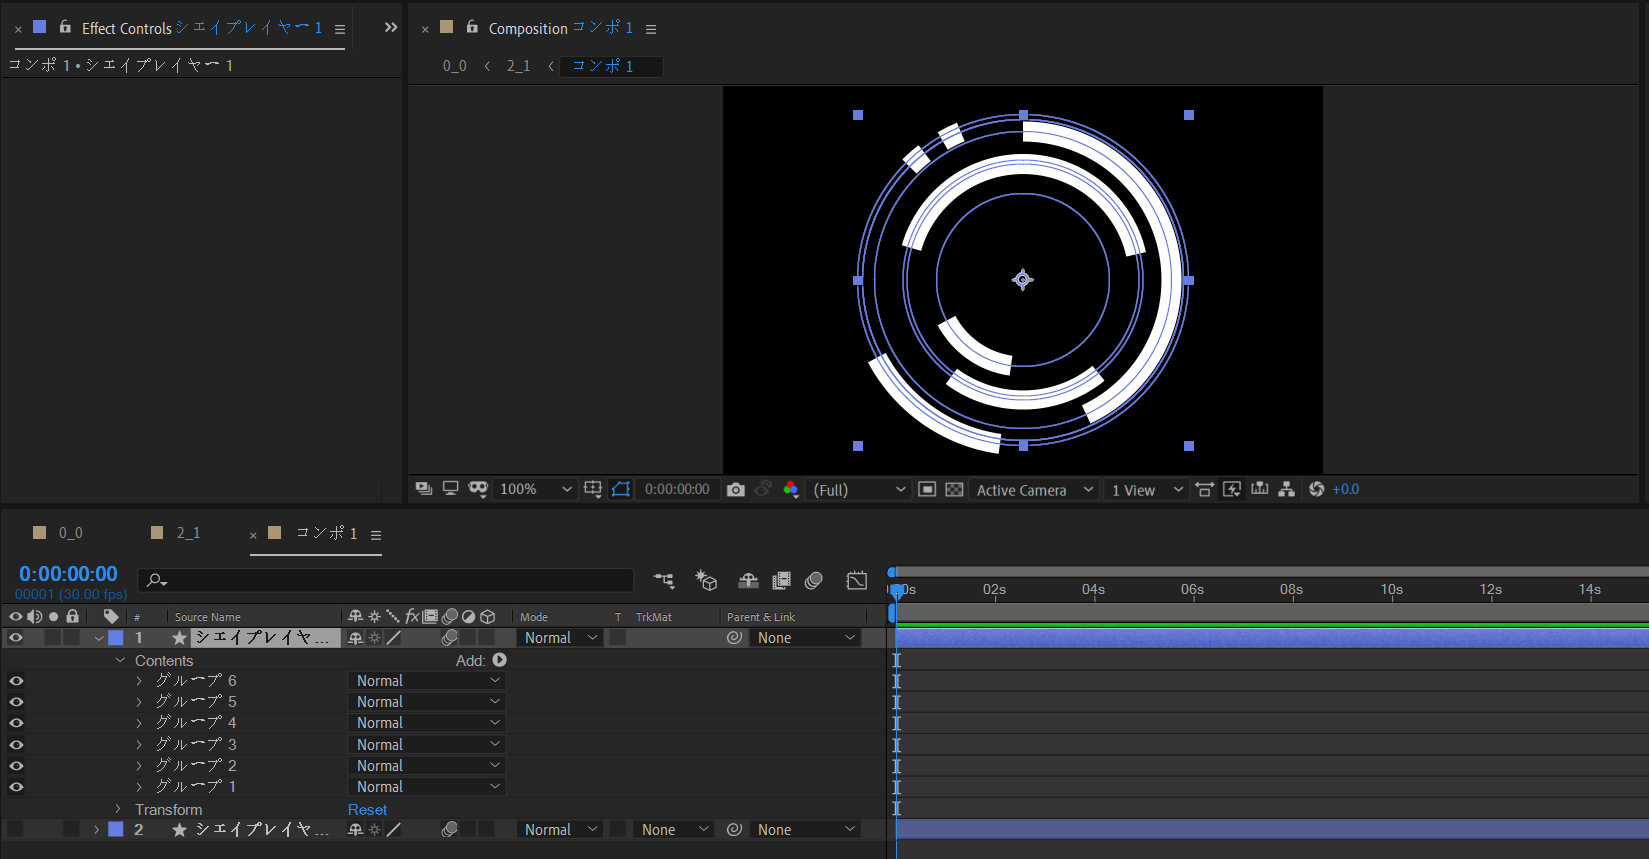 Effect Controls シェイプレイヤー 1
コンポ 1 • シェイプレイヤー 1
Composition コンポ 1
0_0 2_1 コンポ 1
100% 0:00:00:00 (Full) Active Camera 1 View +0.0
0_0 2_1 コンポ 1
0:00:00:00
00001 (30.00 fps)
02s 04s 06s 08s 10s 12s 14s
# Source Name fx Mode T TrkMat Parent & Link
1 シェイプレイヤ... Normal None
Contents Add:
グループ 6 Normal
グループ 5 Normal
グループ 4 Normal
グループ 3 Normal
グループ 2 Normal
グループ 1 Normal
Transform Reset
2 シェイプレイヤ... Normal None None